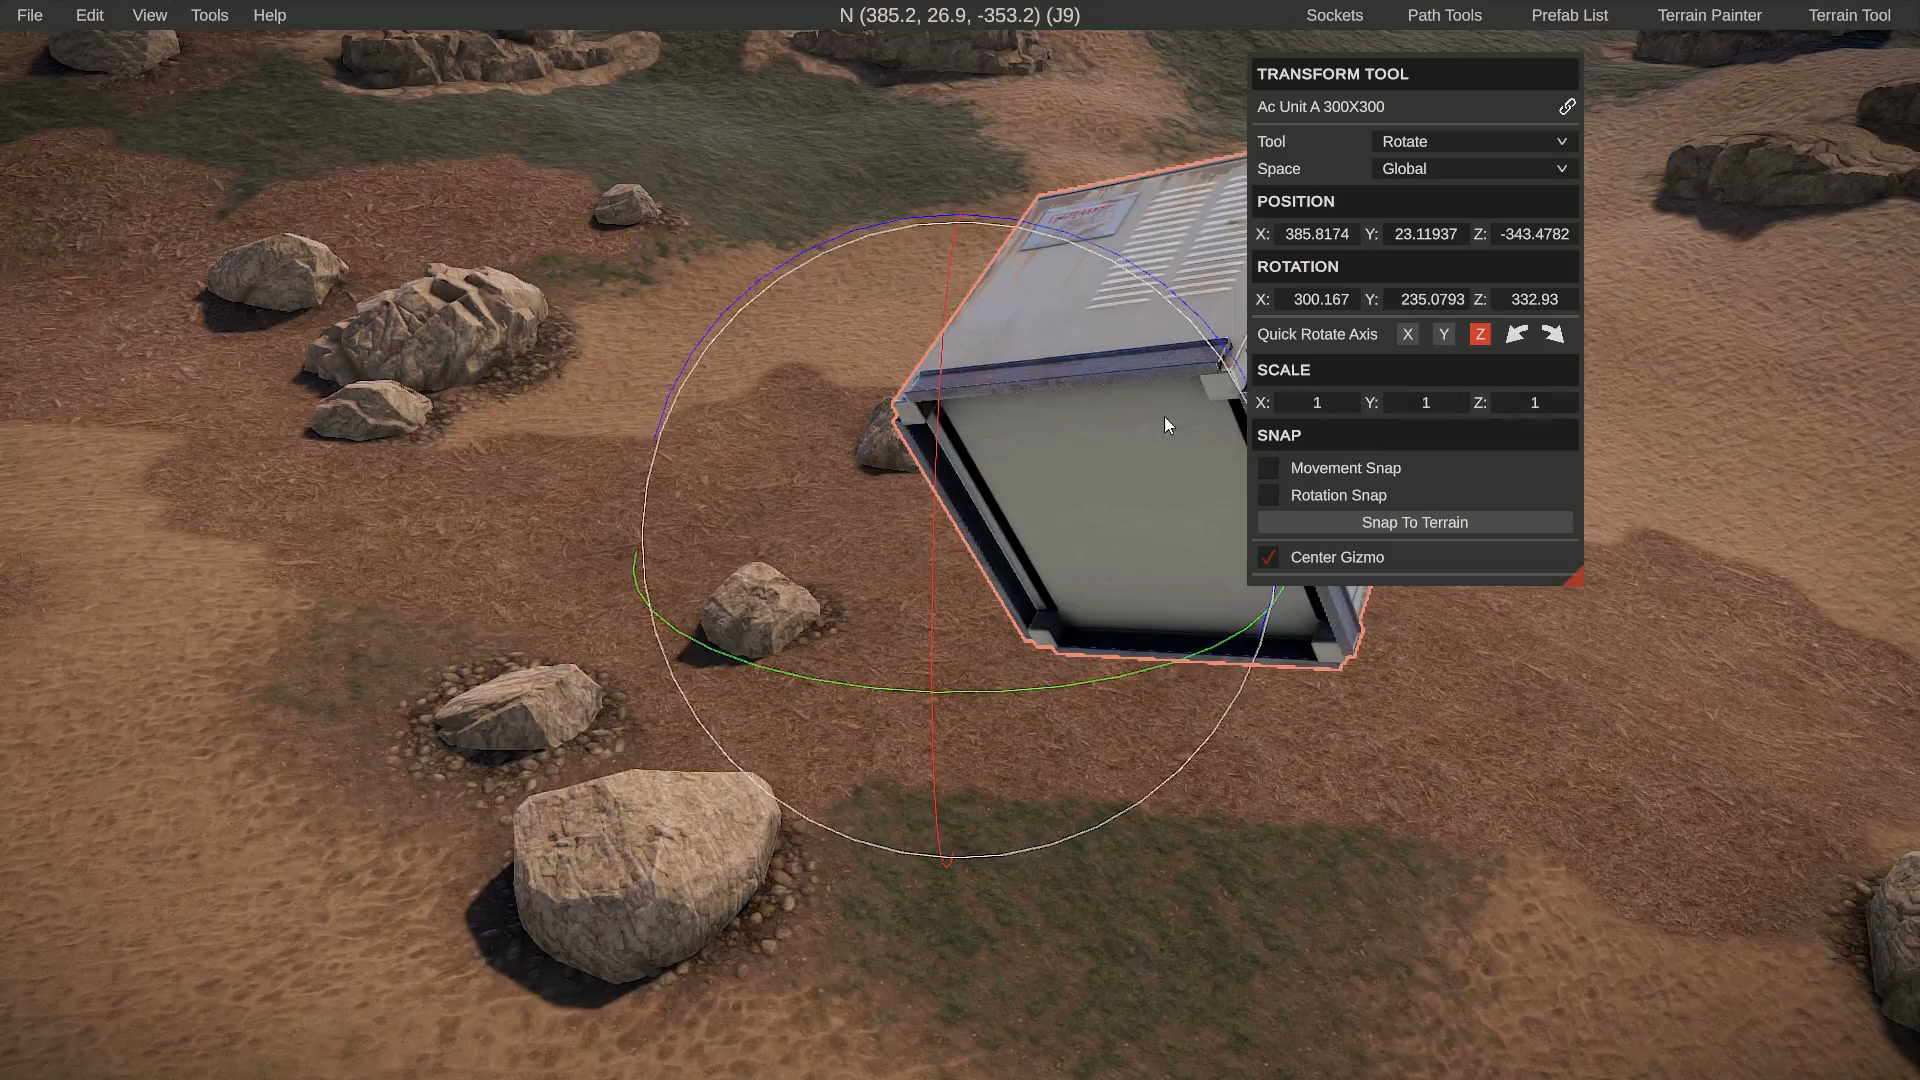 File Edit View Tools Help N (385.2, 26.9, -353.2) (J9) Sockets Path Tools Prefab List Terrain Painter Terrain Tool
TRANSFORM TOOL
Ac Unit A 300X300
Tool Rotate
Space Global
POSITION
X: 385.8174 Y: 23.11937 Z: -343.4782
ROTATION
X: 300.167 Y: 235.0793 Z: 332.93
Quick Rotate Axis X Y Z
SCALE
X: 1 Y: 1 Z: 1
SNAP
Movement Snap
Rotation Snap
Snap To Terrain
Center Gizmo